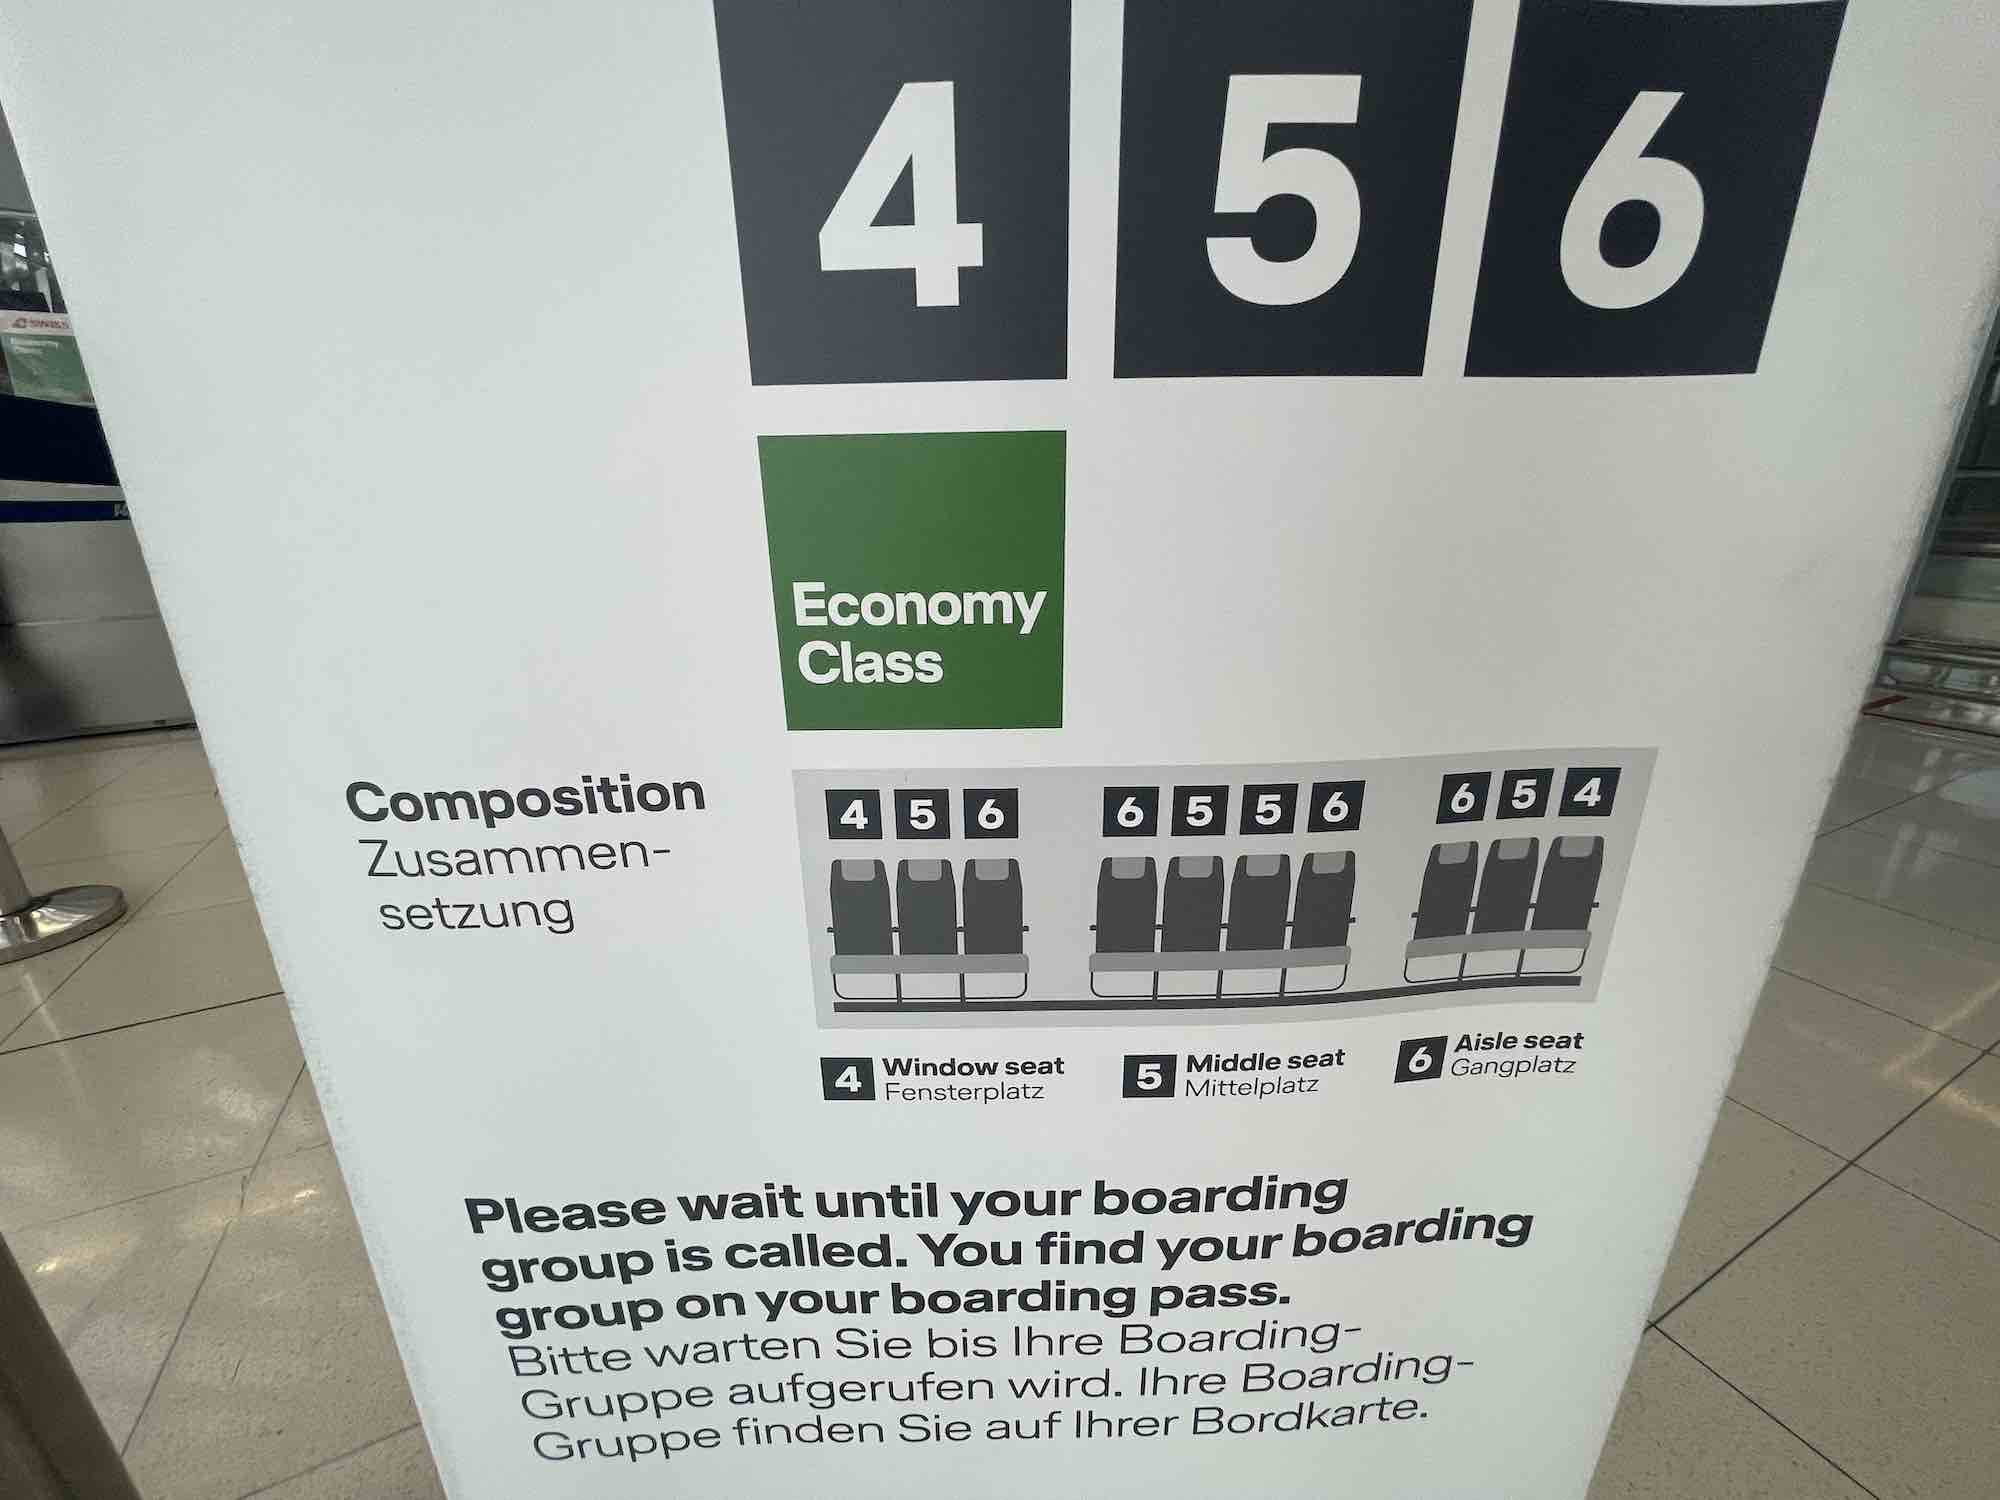 4 5 6
SWISS
Economy
Class
Composition
Zusammen-
setzung
4 5 6 6 5 5 6 6 5 4
4 Window seat
Fensterplatz
5 Middle seat
Mittelplatz
6 Aisle seat
Gangplatz
Please wait until your boarding
group is called. You find your boarding
group on your boarding pass.
Bitte warten Sie bis Ihre Boarding-
Gruppe aufgerufen wird. Ihre Boarding-
Gruppe finden Sie auf Ihrer Bordkarte.